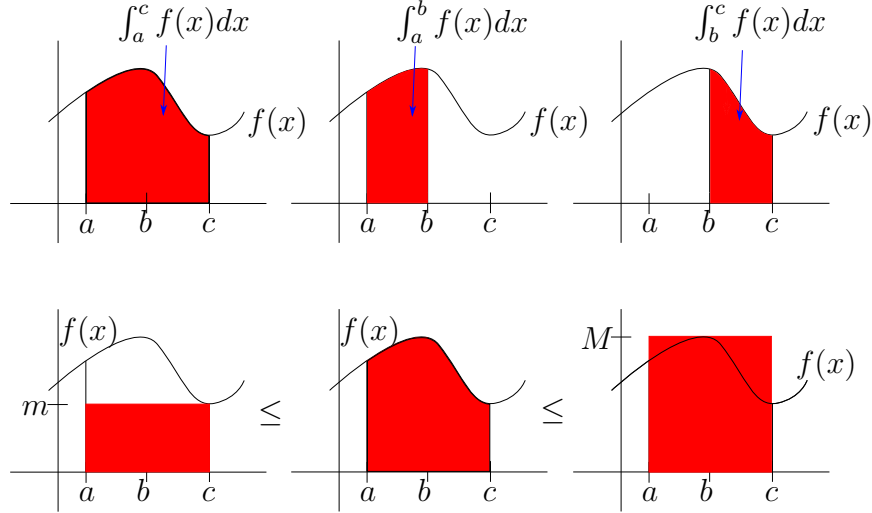 ∫_a^c f(x)dx
∫_a^b f(x)dx
∫_b^c f(x)dx
f(x)
f(x)
f(x)
a b c
a b c
a b c
f(x)
f(x)
M
f(x)
m
≤
≤
a b c
a b c
a b c